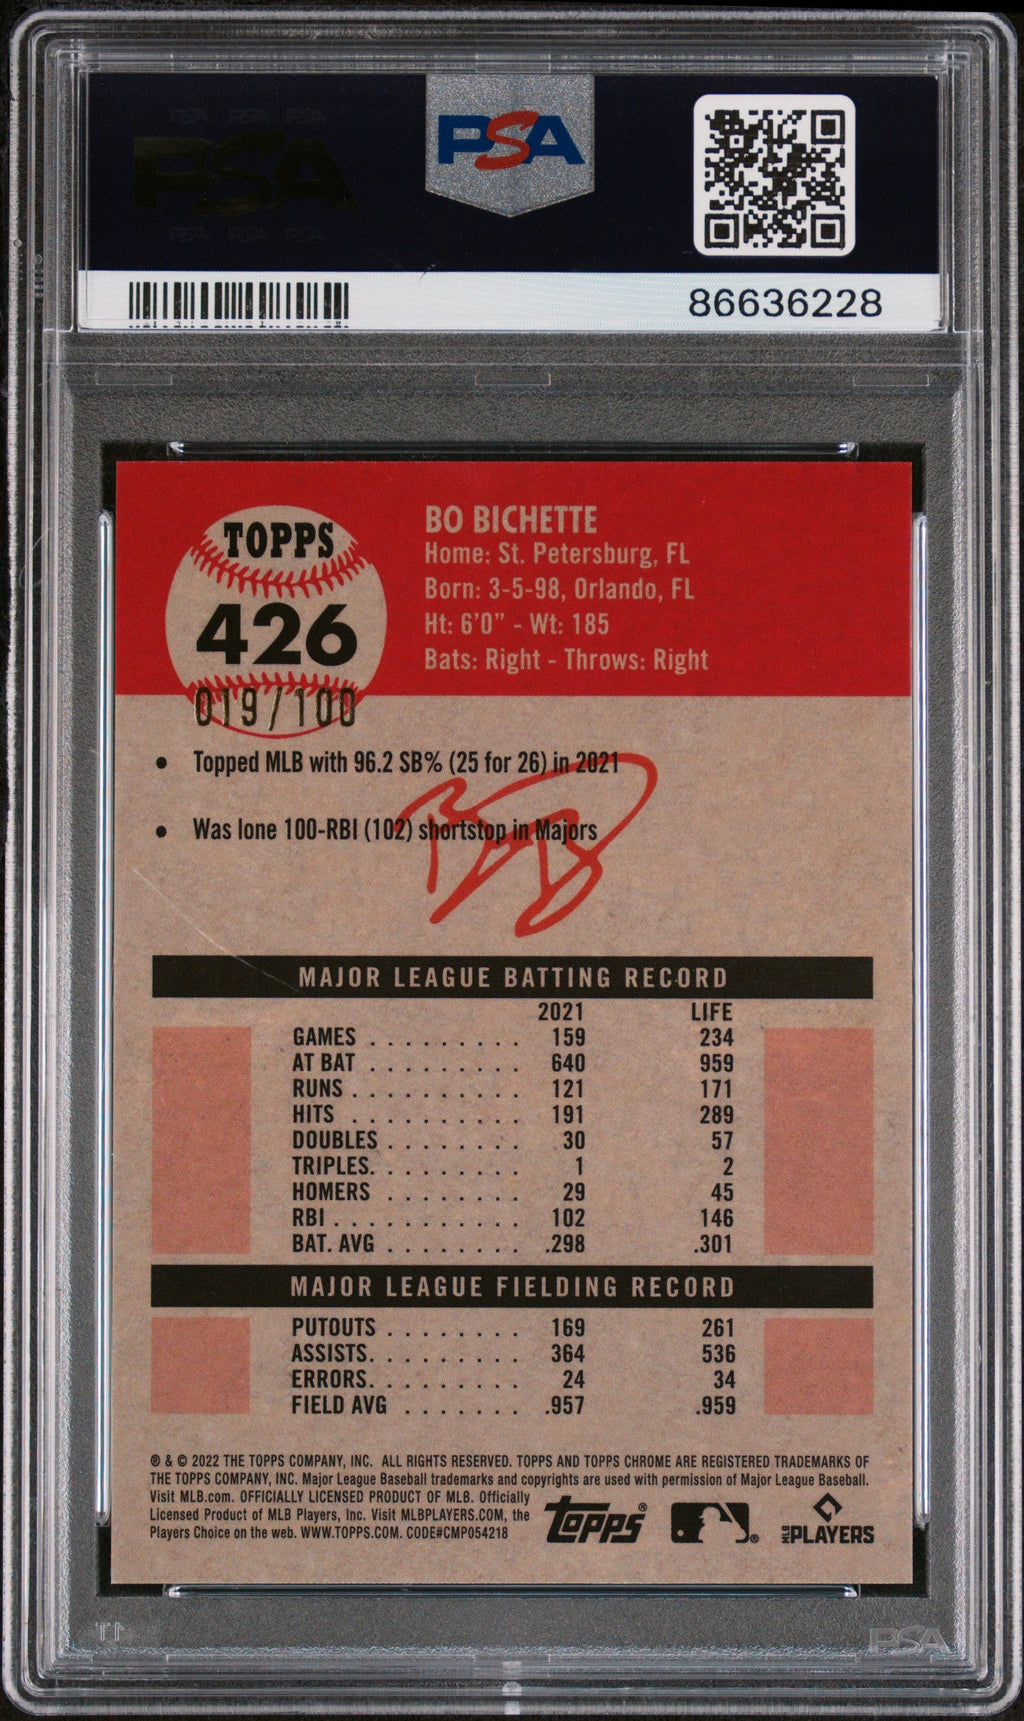 PSA PSA PSA
PSA
PSA PSA PSA
PSA
86636228
TOPPS
426
019/100
BO BICHETTE
Home: St. Petersburg, FL
Born: 3-5-98, Orlando, FL
Ht: 6'0" - Wt: 185
Bats: Right - Throws: Right
• Topped MLB with 96.2 SB% (25 for 26) in 2021
• Was lone 100-RBI (102) shortstop in Majors
MAJOR LEAGUE BATTING RECORD
2021 LIFE
GAMES . . . . . . . . . 159 234
AT BAT . . . . . . . . . 640 959
RUNS . . . . . . . . . . 121 171
HITS . . . . . . . . . . 191 289
DOUBLES . . . . . . . . 30 57
TRIPLES. . . . . . . . . 1 2
HOMERS . . . . . . . . 29 45
RBI . . . . . . . . . . . 102 146
BAT. AVG . . . . . . . . .298 .301
MAJOR LEAGUE FIELDING RECORD
PUTOUTS . . . . . . . . 169 261
ASSISTS. . . . . . . . . 364 536
ERRORS. . . . . . . . . 24 34
FIELD AVG . . . . . . . .957 .959
® & © 2022 THE TOPPS COMPANY, INC. ALL RIGHTS RESERVED. TOPPS AND TOPPS CHROME ARE REGISTERED TRADEMARKS OF
THE TOPPS COMPANY, INC. Major League Baseball trademarks and copyrights are used with permission of Major League Baseball.
Visit MLB.com. OFFICIALLY LICENSED PRODUCT OF MLB. Officially
Licensed Product of MLB Players, Inc. Visit MLBPLAYERS.COM, the
Players Choice on the web. WWW.TOPPS.COM. CODE#CMP054218
Topps®
®
MLB PLAYERS
PSA